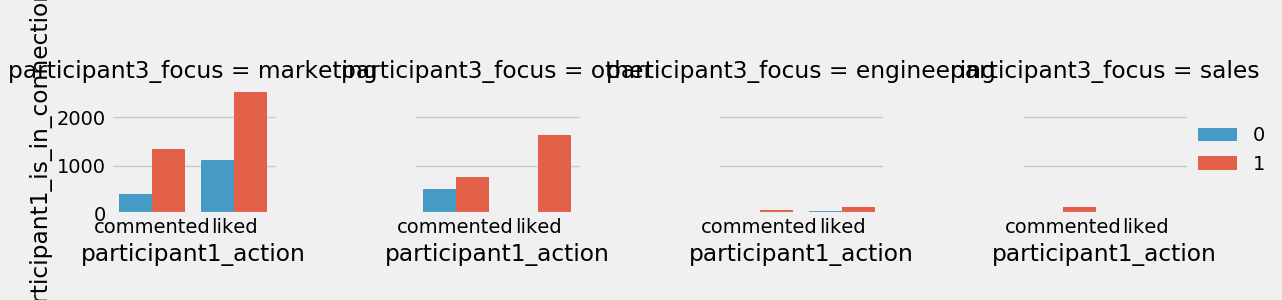 participant3_focus = marketing
participant3_focus = other
participant3_focus = engineering
participant3_focus = sales
rticipant1_is_in_connection
2000
1000
0
commented liked
participant1_action
commented liked
participant1_action
commented liked
participant1_action
commented liked
participant1_action
0
1